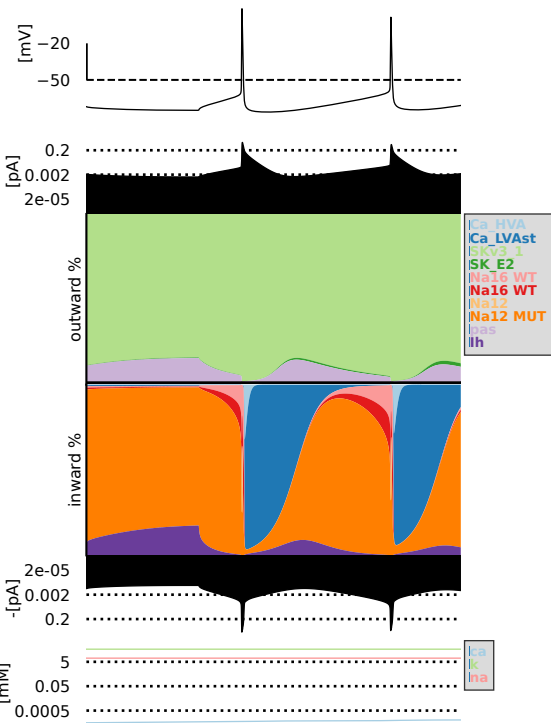 [mV]
−20
−50
[pA]
0.2
0.002
2e-05
outward %
Ca_HVA
Ca_LVAst
SKv3_1
SK_E2
Na16 WT
Na16 WT
Na12
Na12 MUT
pas
Ih
inward %
-[pA]
2e-05
0.002
0.2
[mM]
5
0.05
0.0005
ca
k
na